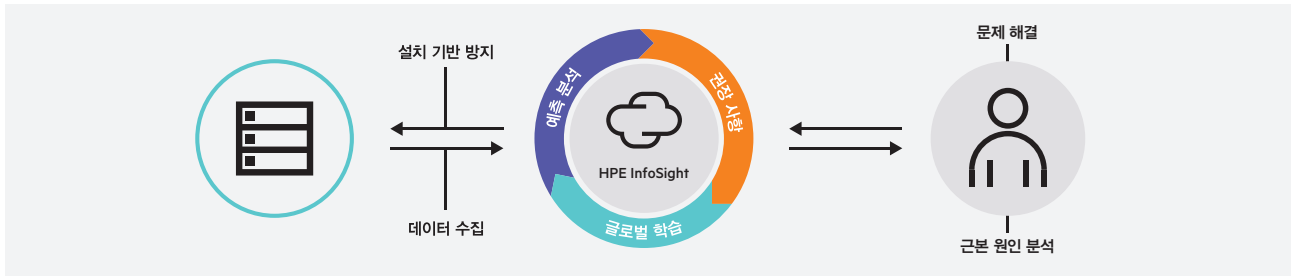 설치 기반 방지
데이터 수집
예측 분석
권장 사항
글로벌 학습
HPE InfoSight
문제 해결
근본 원인 분석